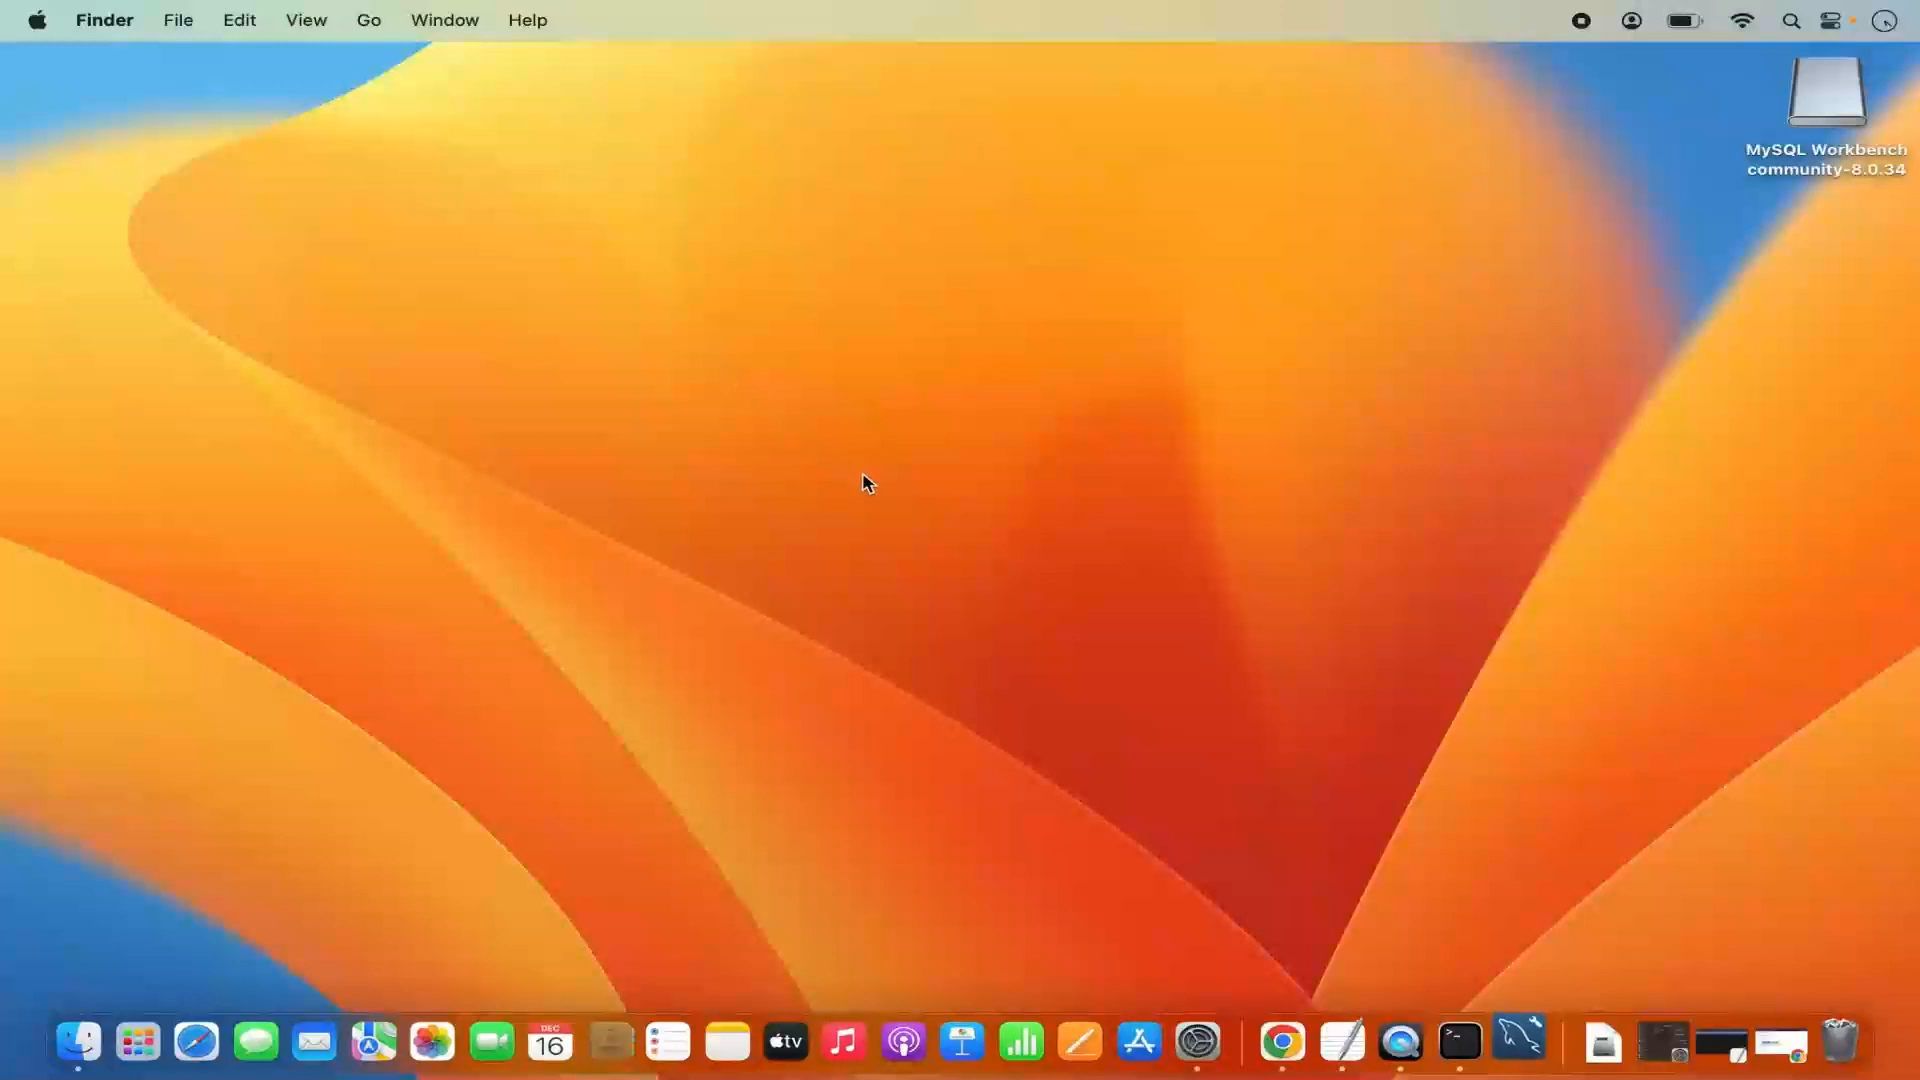 Finder File Edit View Go Window Help
MySQL Workbench
community-8.0.34
DEC
16
tv